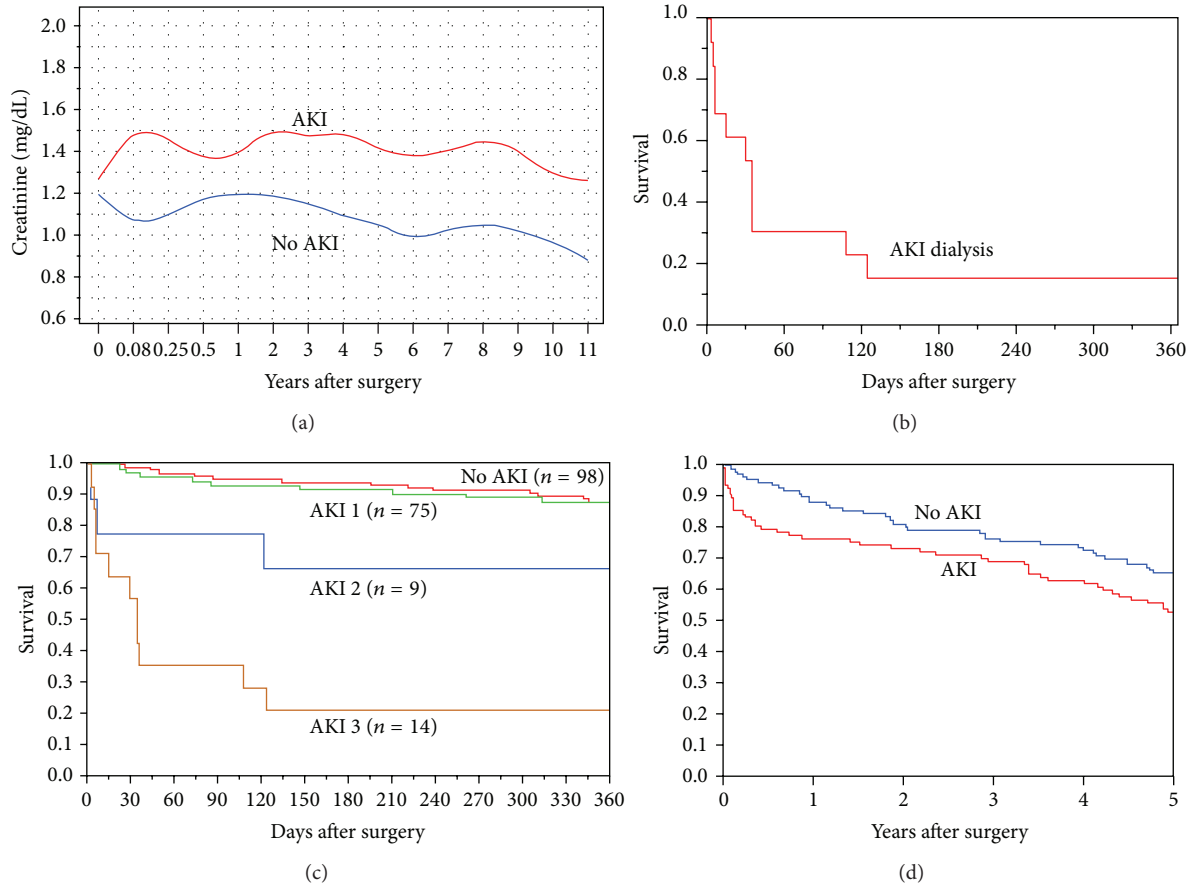 2.0
1.8
1.6
1.4
1.2
1.0
0.8
0.6
Creatinine (mg/dL)
AKI
No AKI
0 0.08 0.25 0.5 1 2 3 4 5 6 7 8 9 10 11
Years after surgery
(a)
1.0
0.8
0.6
0.4
0.2
0.0
Survival
AKI dialysis
0 60 120 180 240 300 360
Days after surgery
(b)
1.0
0.9
0.8
0.7
0.6
0.5
0.4
0.3
0.2
0.1
0.0
Survival
No AKI (n = 98)
AKI 1 (n = 75)
AKI 2 (n = 9)
AKI 3 (n = 14)
0 30 60 90 120 150 180 210 240 270 300 330 360
Days after surgery
(c)
1.0
0.9
0.8
0.7
0.6
0.5
0.4
0.3
0.2
0.1
0.0
Survival
No AKI
AKI
0 1 2 3 4 5
Years after surgery
(d)